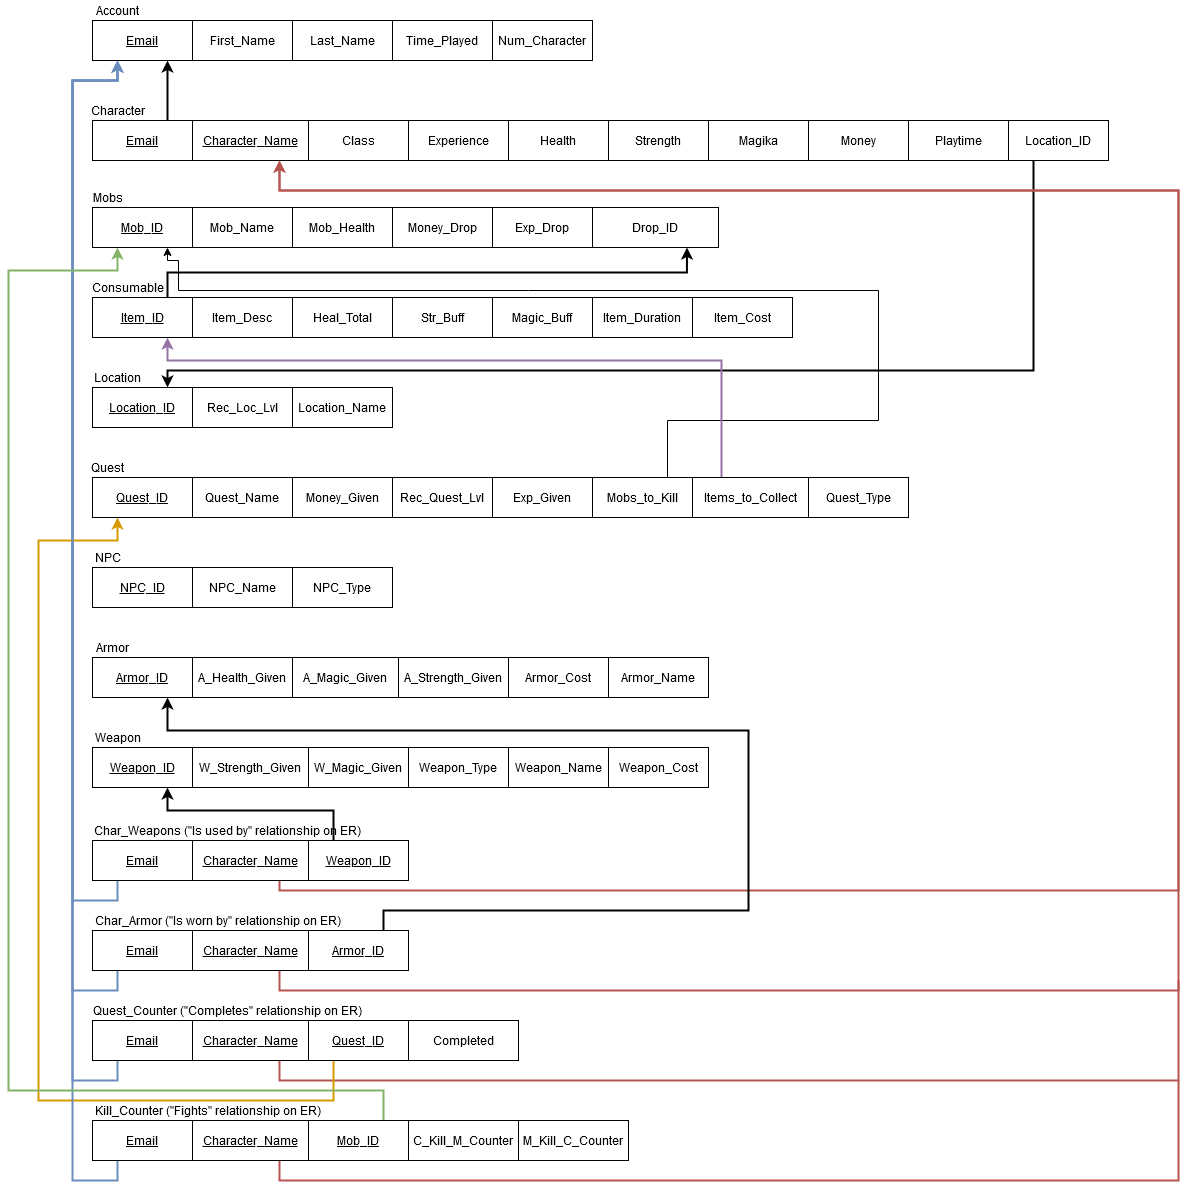 Account
Email First_Name Last_Name Time_Played Num_Character
Character
Email Character_Name Class Experience Health Strength Magika Money Playtime Location_ID
Mobs
Mob_ID Mob_Name Mob_Health Money_Drop Exp_Drop Drop_ID
Consumable
Item_ID Item_Desc Heal_Total Str_Buff Magic_Buff Item_Duration Item_Cost
Location
Location_ID Rec_Loc_Lvl Location_Name
Quest
Quest_ID Quest_Name Money_Given Rec_Quest_Lvl Exp_Given Mobs_to_Kill Items_to_Collect Quest_Type
NPC
NPC_ID NPC_Name NPC_Type
Armor
Armor_ID A_Health_Given A_Magic_Given A_Strength_Given Armor_Cost Armor_Name
Weapon
Weapon_ID W_Strength_Given W_Magic_Given Weapon_Type Weapon_Name Weapon_Cost
Char_Weapons ("Is used by" relationship on ER)
Email Character_Name Weapon_ID
Char_Armor ("Is worn by" relationship on ER)
Email Character_Name Armor_ID
Quest_Counter ("Completes" relationship on ER)
Email Character_Name Quest_ID Completed
Kill_Counter ("Fights" relationship on ER)
Email Character_Name Mob_ID C_Kill_M_Counter M_Kill_C_Counter